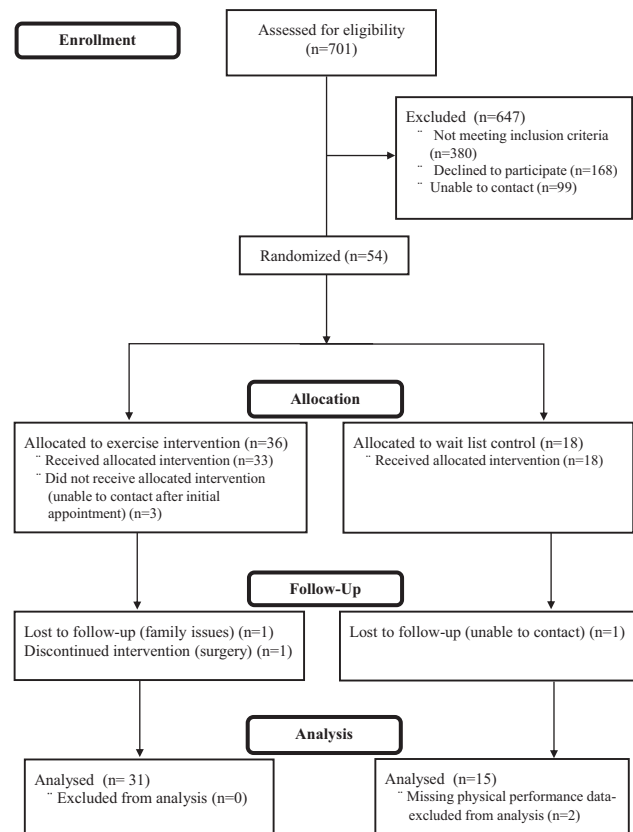 Enrollment
Assessed for eligibility
(n=701)
Excluded (n=647)
¨ Not meeting inclusion criteria
(n=380)
¨ Declined to participate (n=168)
¨ Unable to contact (n=99)
Randomized (n=54)
Allocation
Allocated to exercise intervention (n=36)
¨ Received allocated intervention (n=33)
¨ Did not receive allocated intervention
(unable to contact after initial
appointment) (n=3)
Allocated to wait list control (n=18)
¨ Received allocated intervention (n=18)
Follow-Up
Lost to follow-up (family issues) (n=1)
Discontinued intervention (surgery) (n=1)
Lost to follow-up (unable to contact) (n=1)
Analysis
Analysed (n= 31)
¨ Excluded from analysis (n=0)
Analysed (n=15)
¨ Missing physical performance data-
excluded from analysis (n=2)